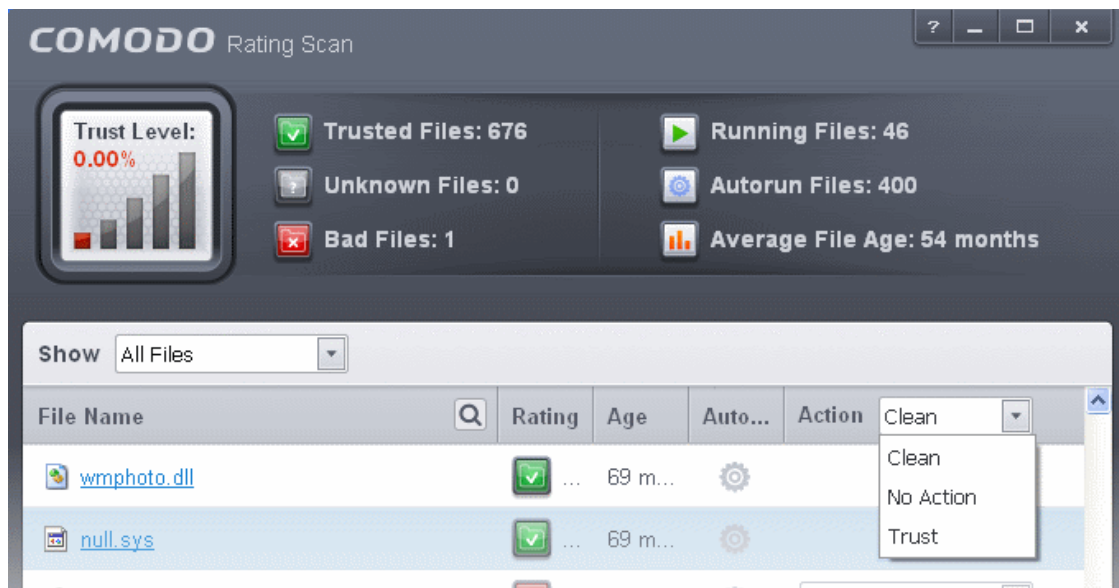 COMODO Rating Scan
?
Trust Level:
0.00%
Trusted Files: 676
Unknown Files: 0
Bad Files: 1
Running Files: 46
Autorun Files: 400
Average File Age: 54 months
Show All Files
File Name Rating Age Auto... Action Clean
wmphoto.dll ... 69 m...
null.sys ... 69 m...
Clean
No Action
Trust